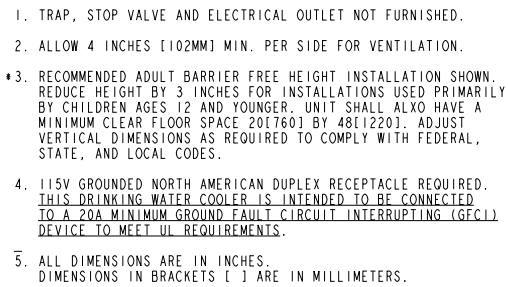 1. TRAP, STOP VALVE AND ELECTRICAL OUTLET NOT FURNISHED.
2. ALLOW 4 INCHES [102MM] MIN. PER SIDE FOR VENTILATION.
*3. RECOMMENDED ADULT BARRIER FREE HEIGHT INSTALLATION SHOWN.
REDUCE HEIGHT BY 3 INCHES FOR INSTALLATIONS USED PRIMARILY
BY CHILDREN AGES 12 AND YOUNGER. UNIT SHALL ALXO HAVE A
MINIMUM CLEAR FLOOR SPACE 20[760] BY 48[1220]. ADJUST
VERTICAL DIMENSIONS AS REQUIRED TO COMPLY WITH FEDERAL,
STATE, AND LOCAL CODES.
4. 115V GROUNDED NORTH AMERICAN DUPLEX RECEPTACLE REQUIRED.
THIS DRINKING WATER COOLER IS INTENDED TO BE CONNECTED
TO A 20A MINIMUM GROUND FAULT CIRCUIT INTERRUPTING (GFCI)
DEVICE TO MEET UL REQUIREMENTS.
5. ALL DIMENSIONS ARE IN INCHES.
DIMENSIONS IN BRACKETS [ ] ARE IN MILLIMETERS.